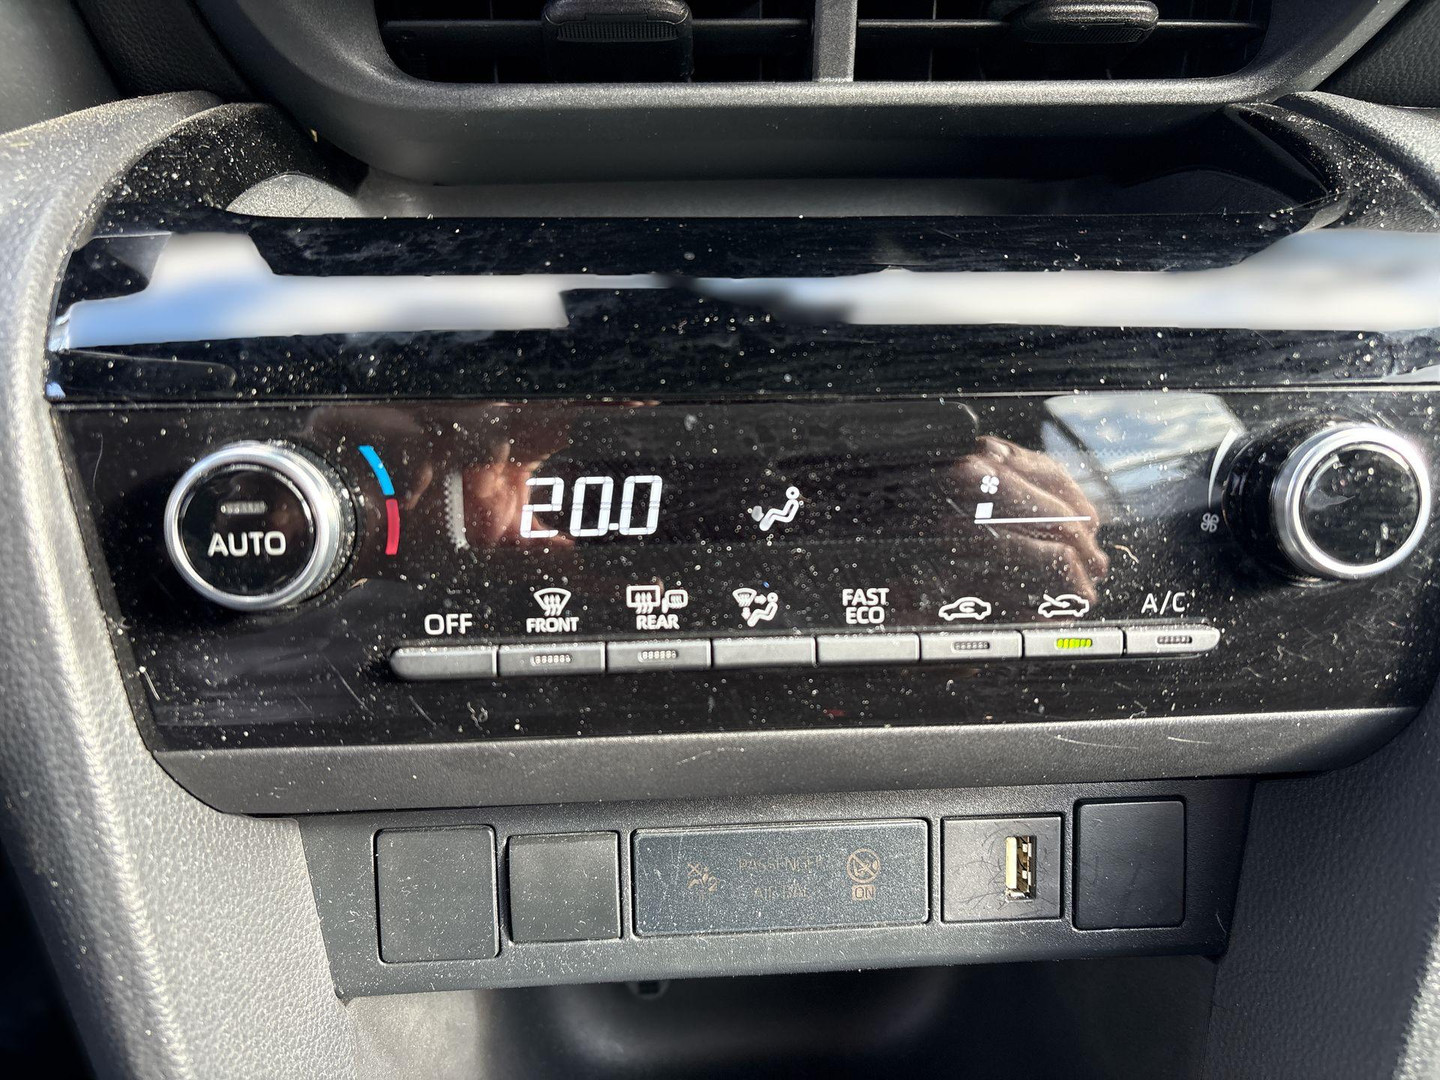 20.0
AUTO
OFF
FRONT
REAR
FAST
ECO
A/C
PASSENGER
AIRBAG
ON